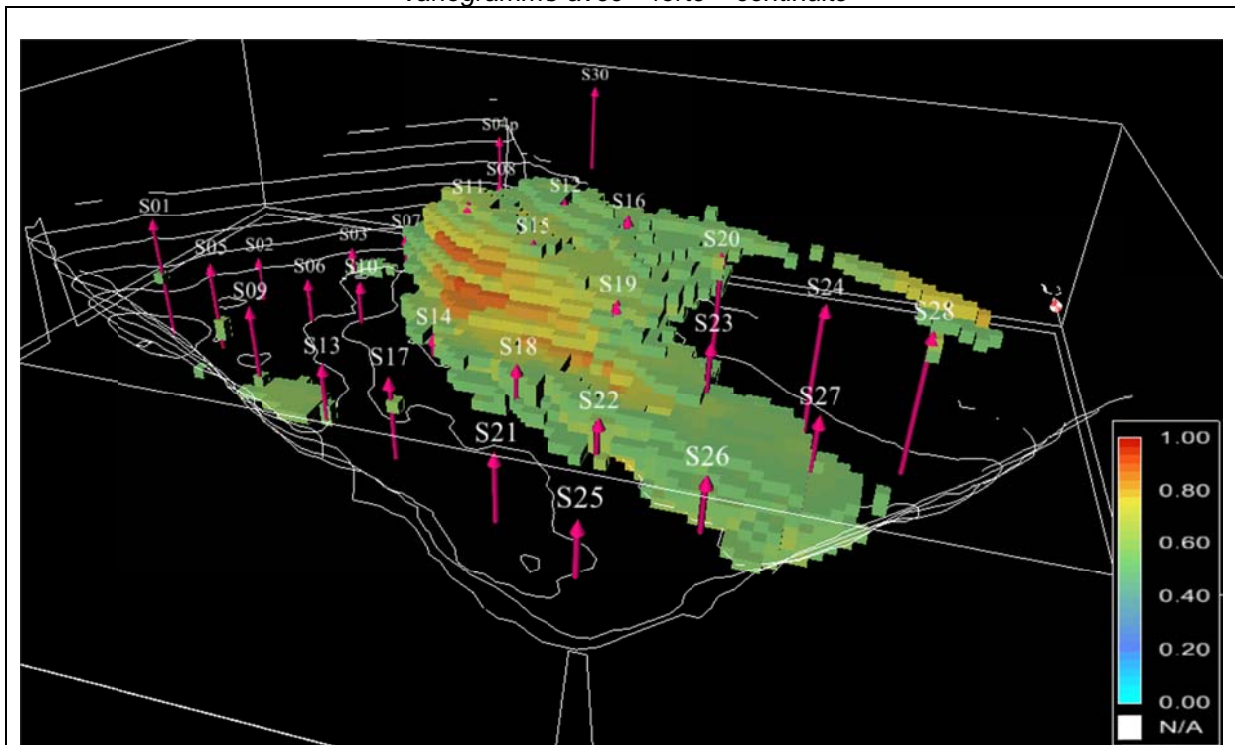 variogramme avec « forte » continuité
S30
S04p
S08
S11
S12
S16
S01
S07
S15
S05
S02
S03
S20
S06
S10
S19
S24
S09
S28
S14
S23
S13
S17
S18
S27
S22
S21
S26
S25
1.00
0.80
0.60
0.40
0.20
0.00
N/A